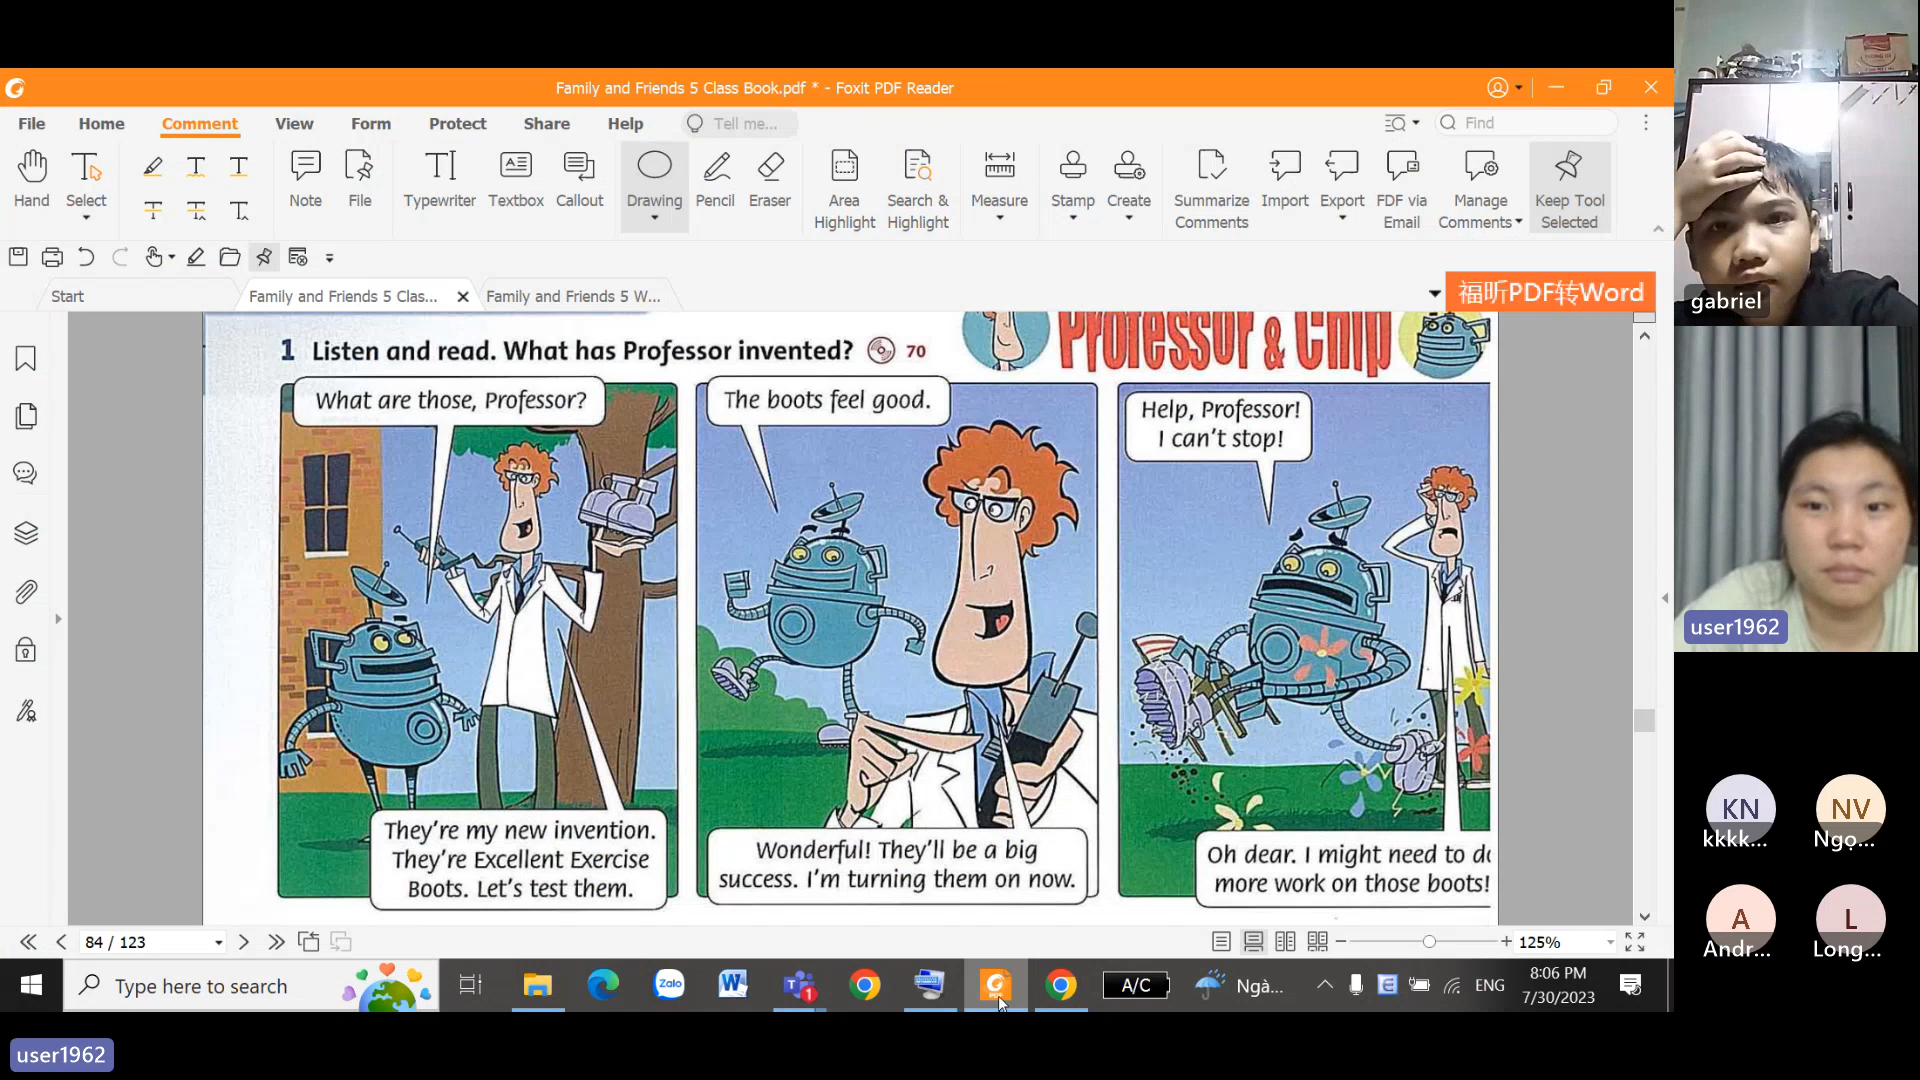 Family and Friends 5 Class Book.pdf * - Foxit PDF Reader
File Home Comment View Form Protect Share Help Tell me... Find
Hand Select Note File Typewriter Textbox Callout Drawing Pencil Eraser Area Highlight Search & Highlight Measure Stamp Create Summarize Comments Import Export FDF via Email Manage Comments Keep Tool Selected
Start Family and Friends 5 Clas... Family and Friends 5 W... 福昕PDF转Word
1 Listen and read. What has Professor invented? 70
Professor & Chip
What are those, Professor?
They're my new invention.
They're Excellent Exercise
Boots. Let's test them.
The boots feel good.
Wonderful! They'll be a big
success. I'm turning them on now.
Help, Professor!
I can't stop!
Oh dear. I might need to do
more work on those boots!
84 / 123
125%
Type here to search
Zalo
1
A/C
Ngà...
ENG
8:06 PM
7/30/2023
gabriel
user1962
KN
kkkk...
NV
Ngọ...
A
Andr...
L
Long...
user1962